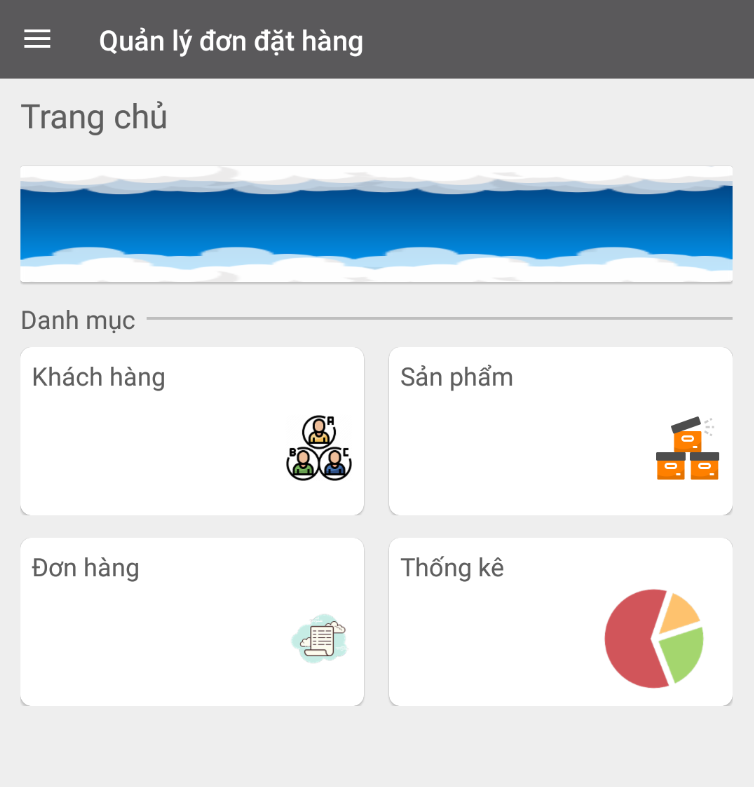 Quản lý đơn đặt hàng
Trang chủ
Danh mục
Khách hàng
Sản phẩm
A
B
C
Đơn hàng
Thống kê